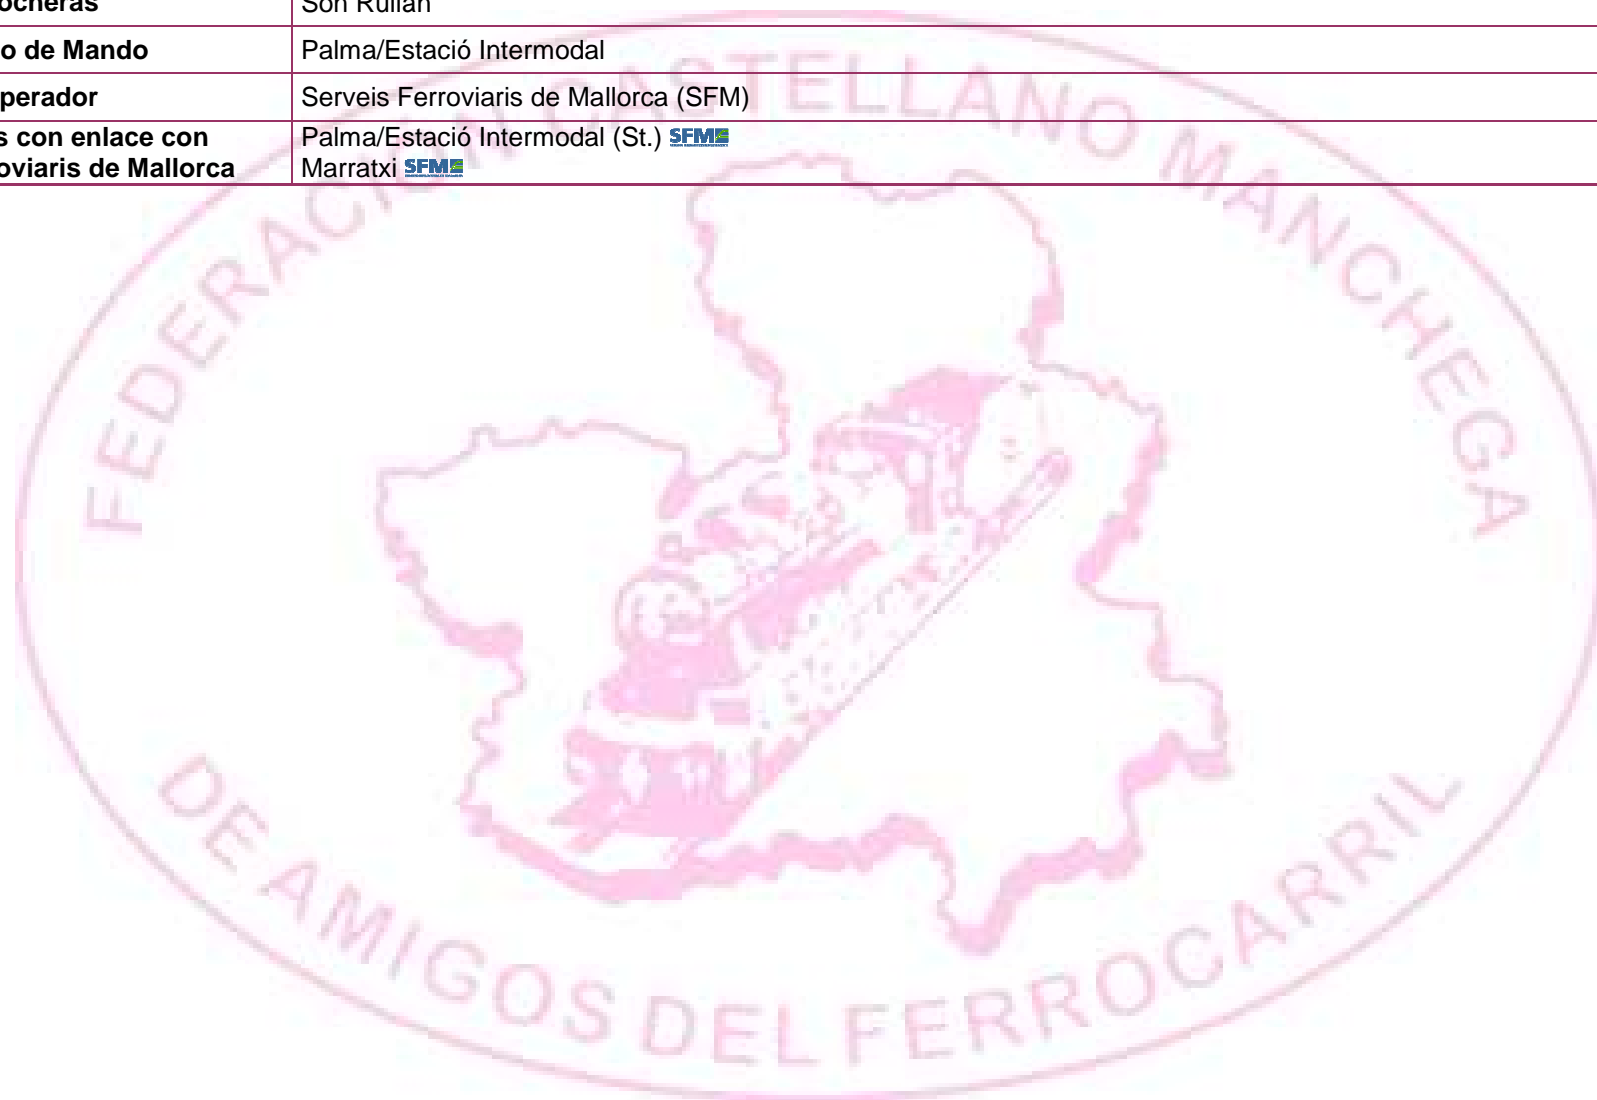 ocheras Son Rullan
o de Mando Palma/Estació Intermodal
perador Serveis Ferroviaris de Mallorca (SFM)
s con enlace con Palma/Estació Intermodal (St.) SFM
oviaris de Mallorca Marratxi SFM
FEDERACIÓN CASTELLANO MANCHEGA
DE AMIGOS DEL FERROCARRIL